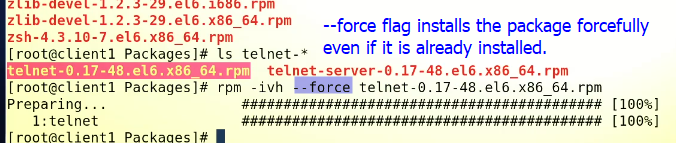 zlib-devel-1.2.3-29.el6.i686.rpm
zlib-devel-1.2.3-29.el6.x86_64.rpm
zsh-4.3.10-7.el6.x86_64.rpm
--force flag installs the package forcefully
even if it is already installed.
[root@client1 Packages]# ls telnet-*
telnet-0.17-48.el6.x86_64.rpm telnet-server-0.17-48.el6.x86_64.rpm
[root@client1 Packages]# rpm -ivh --force telnet-0.17-48.el6.x86_64.rpm
Preparing... ########################################### [100%]
1:telnet ########################################### [100%]
[root@client1 Packages]#